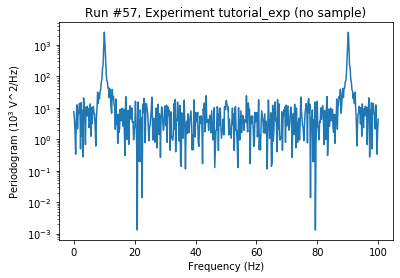 Run #57, Experiment tutorial_exp (no sample)
Periodogram (10³ V^2/Hz)
10³
10²
10¹
10⁰
10⁻¹
10⁻²
10⁻³
0 20 40 60 80 100
Frequency (Hz)